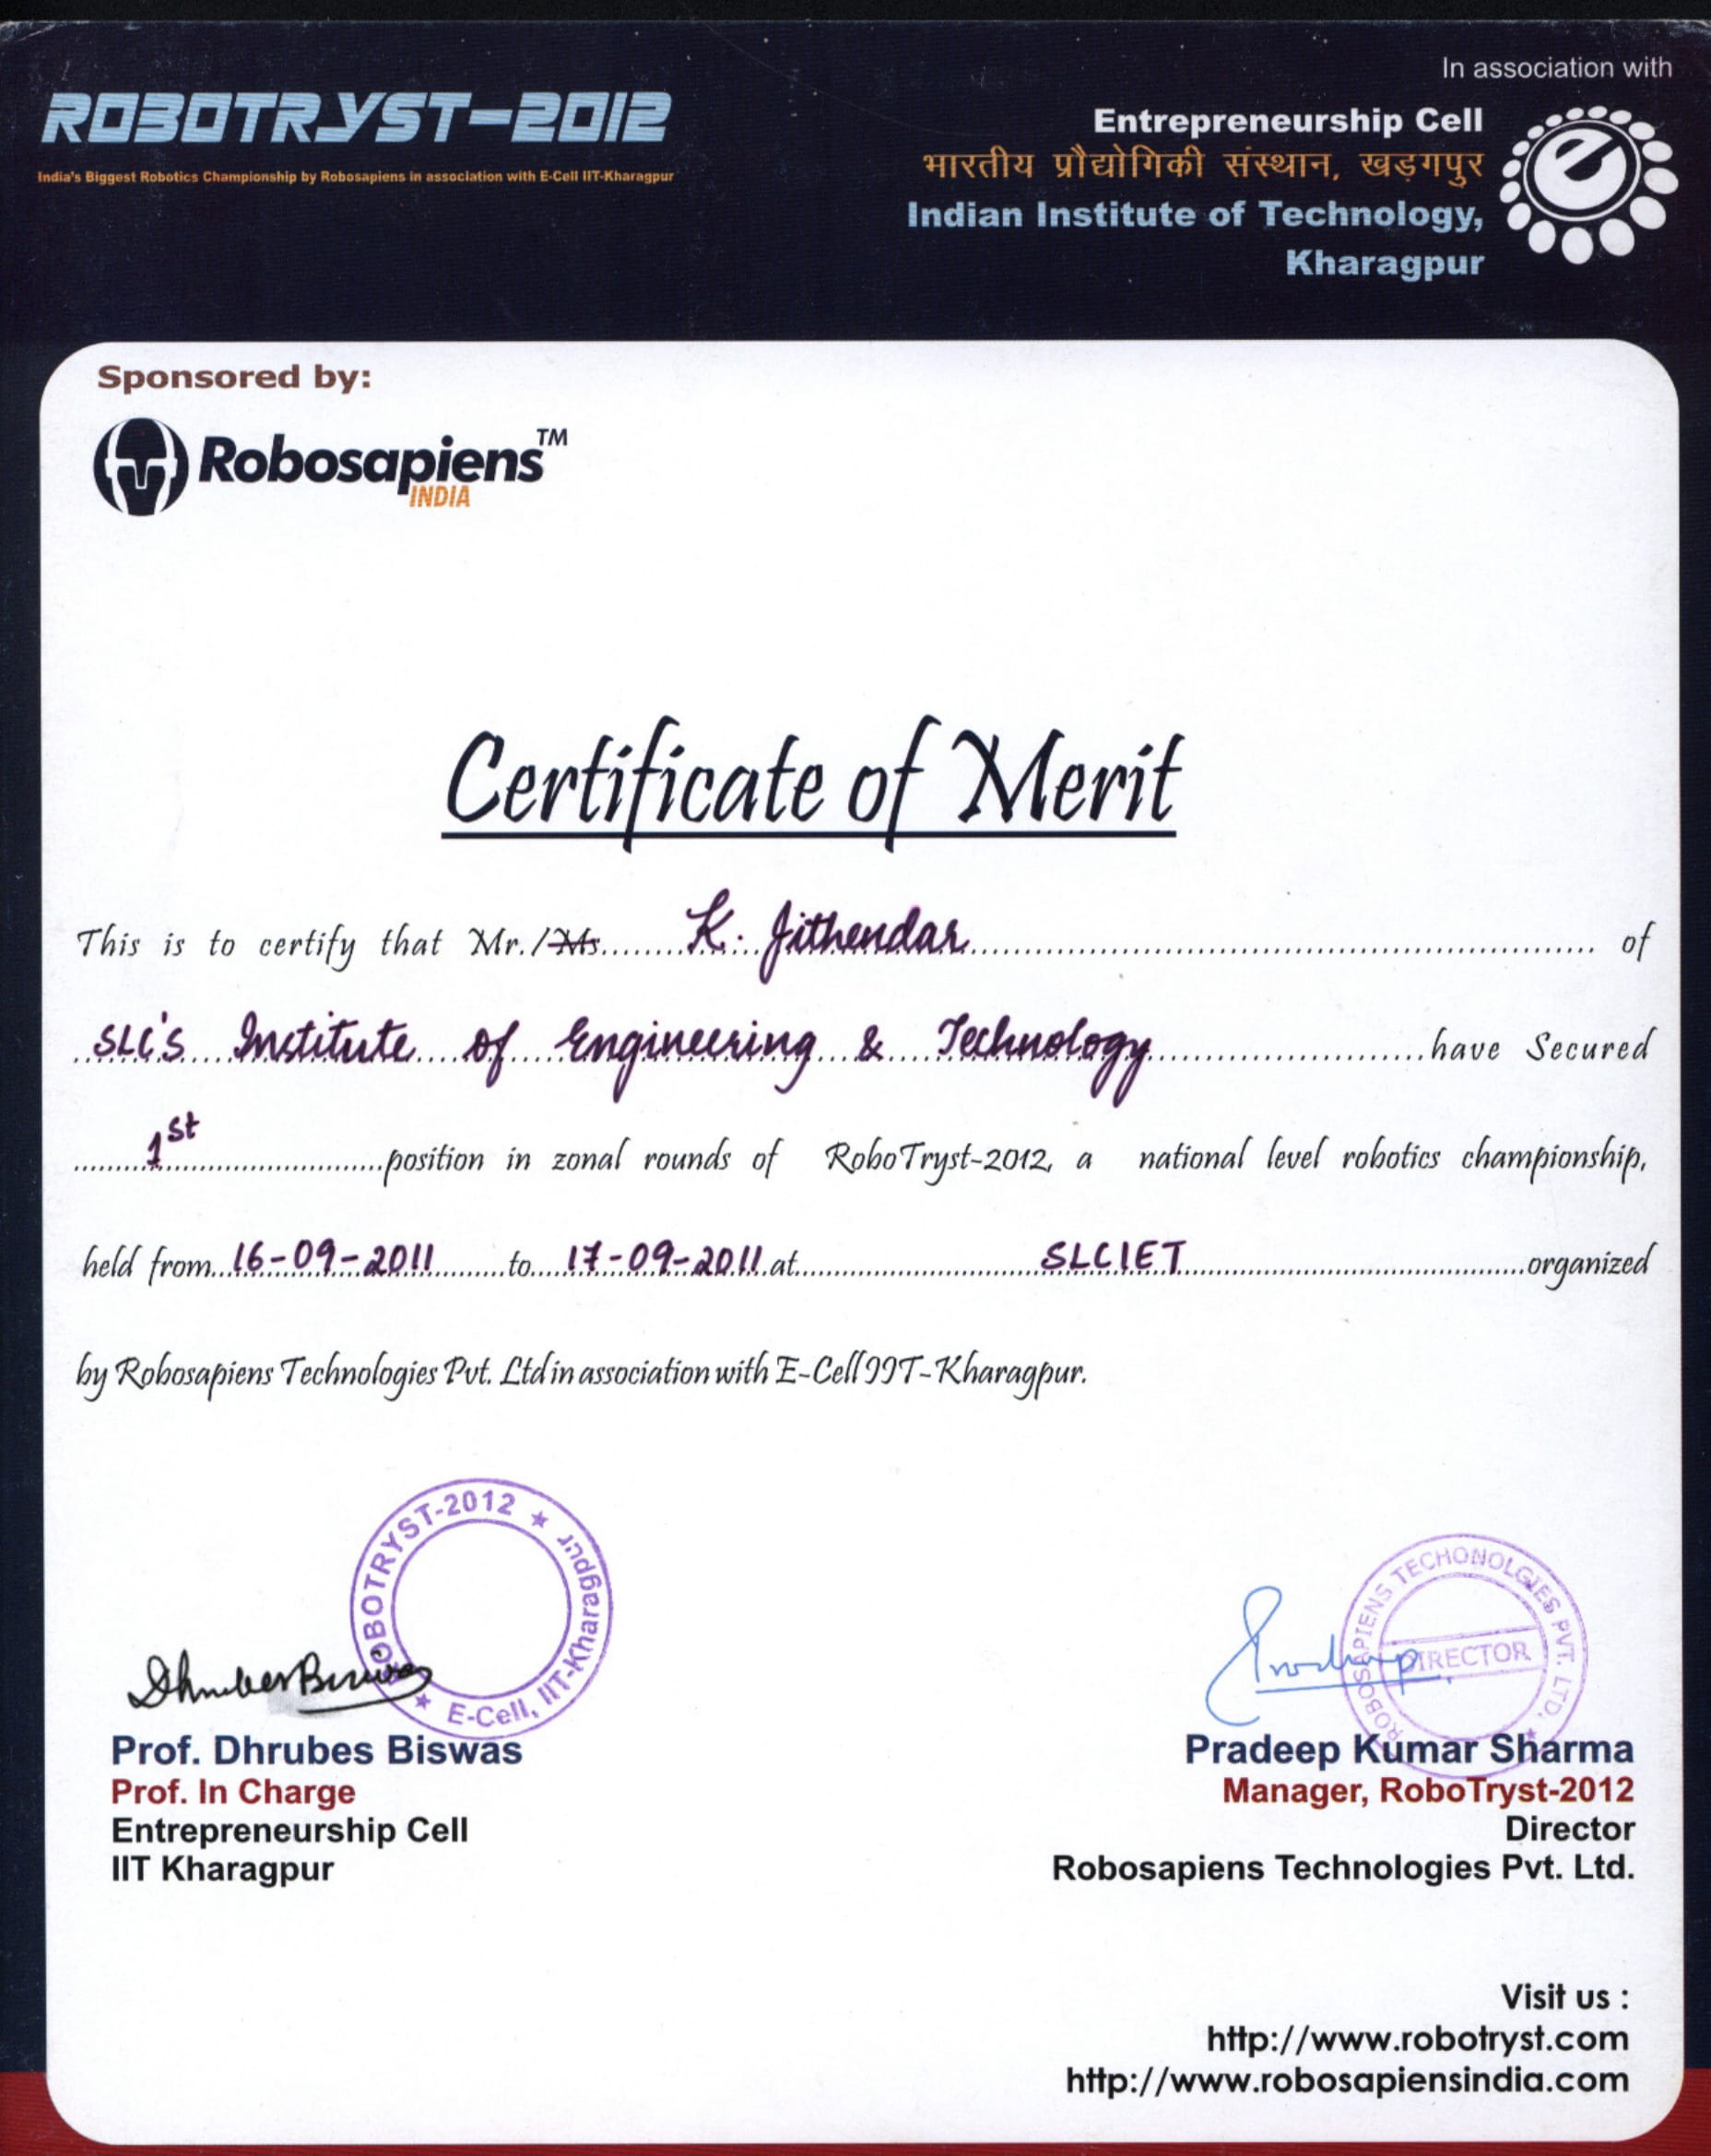 In association with
ROBOTRYST-2012
India's Biggest Robotics Championship by Robosapiens in association with E-Cell IIT-Kharagpur
Entrepreneurship Cell
भारतीय प्रौद्योगिकी संस्थान, खड़गपुर
Indian Institute of Technology,
Kharagpur
e
Sponsored by:
Robosapiens™
INDIA
Certificate of Merit
This is to certify that Mr./Ms........K. Jithendar........ of
SLC'S Institute of Engineering & Technology........have Secured
1st........position in zonal rounds of RoboTryst-2012, a national level robotics championship,
held from..16-09-2011......to....17-09-2011.at........SLCIET........organized
by Robosapiens Technologies Pvt. Ltd in association with E-Cell IIT-Kharagpur.
ROBOTRYST-2012 ★ E-Cell, IIT-Kharagpur ★
ROBOSAPIENS TECHONOLGIES PVT. LTD. ★
DIRECTOR
Dhrubes Biswas
Pradeep
Prof. Dhrubes Biswas
Prof. In Charge
Entrepreneurship Cell
IIT Kharagpur
Pradeep Kumar Sharma
Manager, RoboTryst-2012
Director
Robosapiens Technologies Pvt. Ltd.
Visit us :
http://www.robotryst.com
http://www.robosapiensindia.com